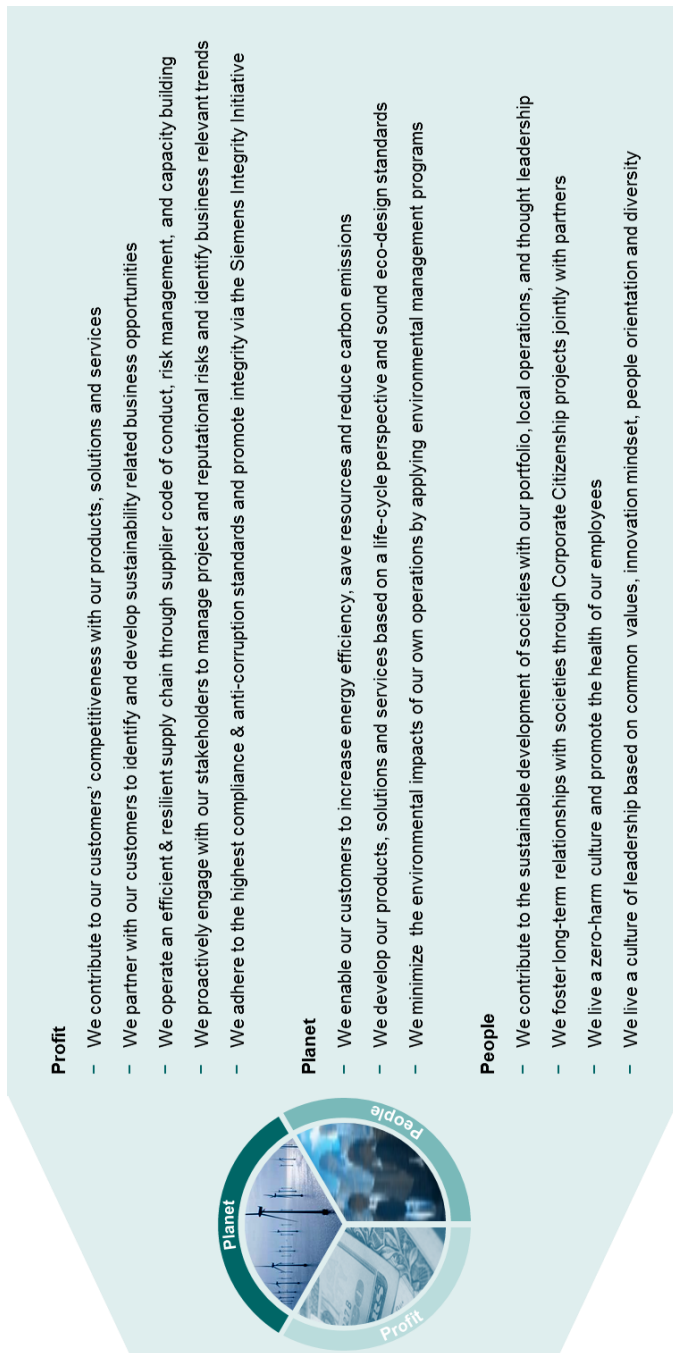 Planet
People
Profit
Profit
– We contribute to our customers’ competitiveness with our products, solutions and services
– We partner with our customers to identify and develop sustainability related business opportunities
– We operate an efficient & resilient supply chain through supplier code of conduct, risk management, and capacity building
– We proactively engage with our stakeholders to manage project and reputational risks and identify business relevant trends
– We adhere to the highest compliance & anti-corruption standards and promote integrity via the Siemens Integrity Initiative
Planet
– We enable our customers to increase energy efficiency, save resources and reduce carbon emissions
– We develop our products, solutions and services based on a life-cycle perspective and sound eco-design standards
– We minimize the environmental impacts of our own operations by applying environmental management programs
People
– We contribute to the sustainable development of societies with our portfolio, local operations, and thought leadership
– We foster long-term relationships with societies through Corporate Citizenship projects jointly with partners
– We live a zero-harm culture and promote the health of our employees
– We live a culture of leadership based on common values, innovation mindset, people orientation and diversity